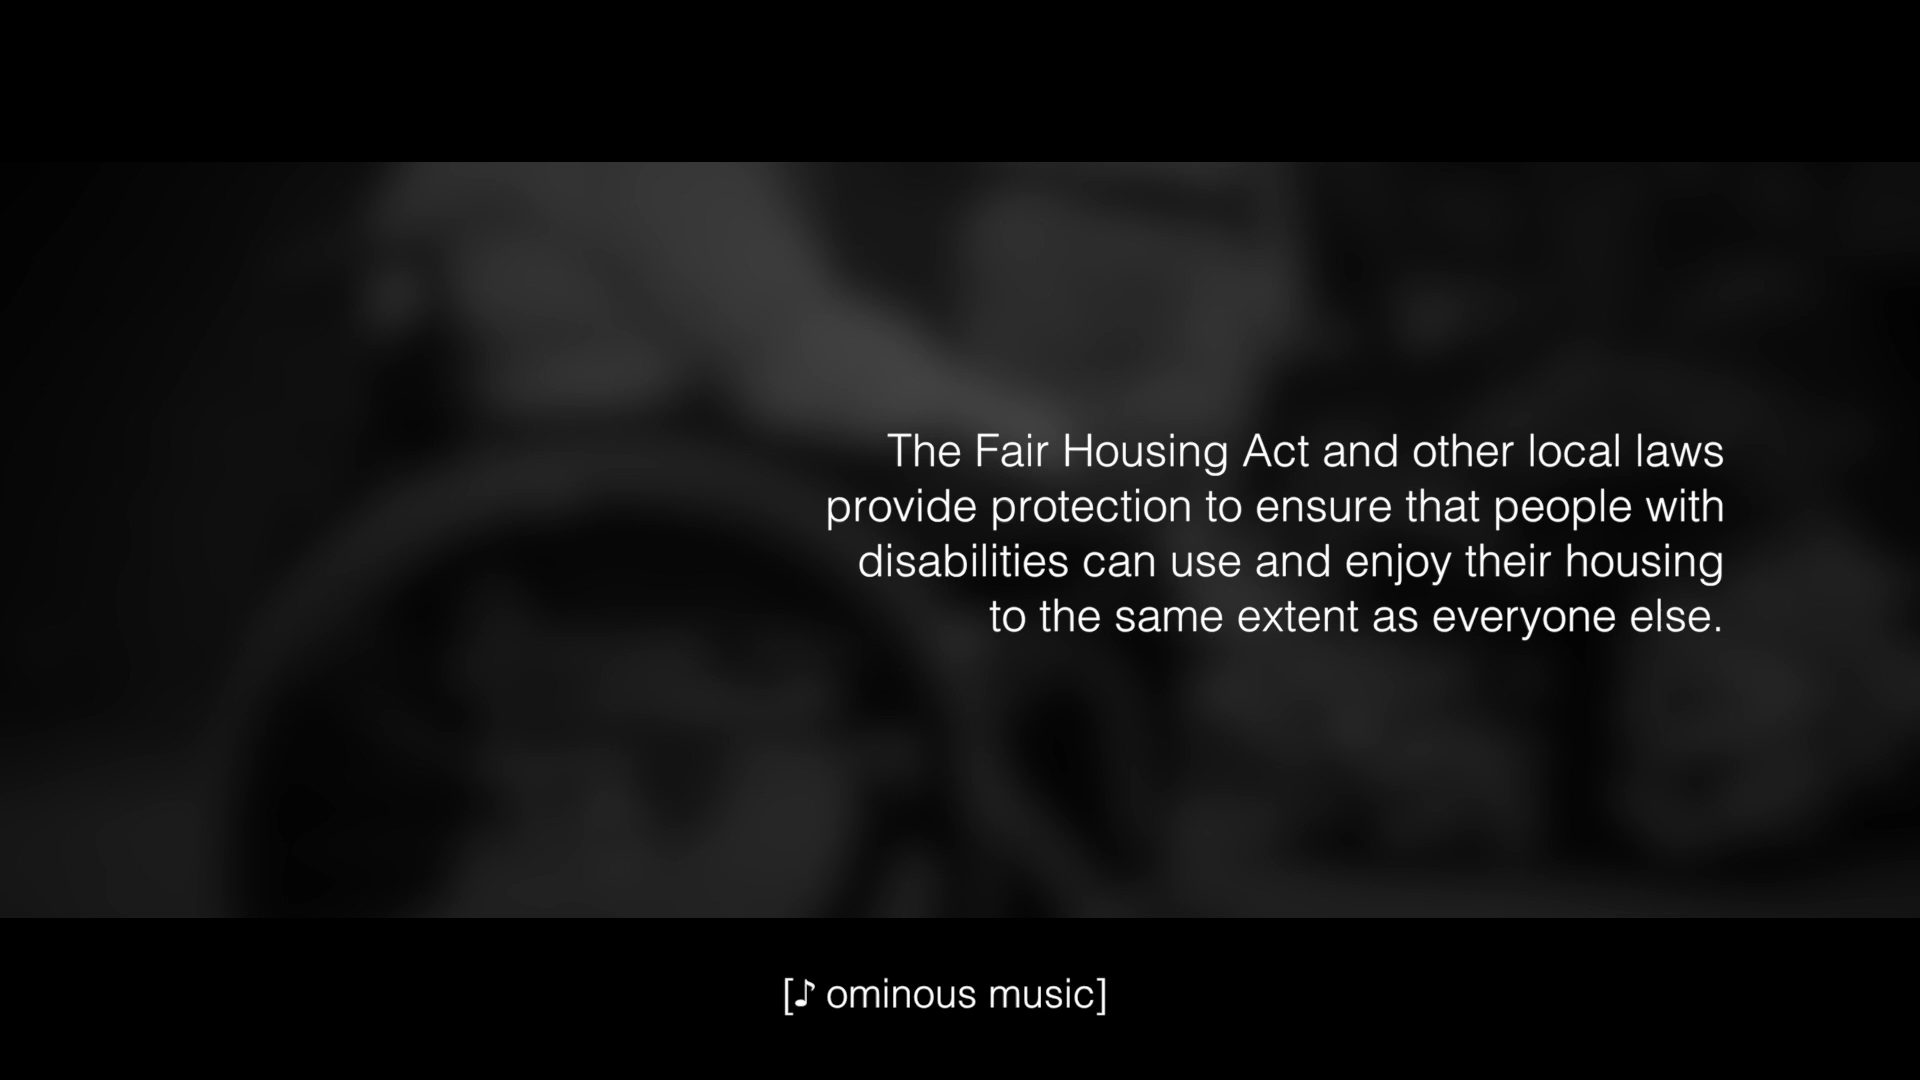 The Fair Housing Act and other local laws
provide protection to ensure that people with
disabilities can use and enjoy their housing
to the same extent as everyone else.
[♪ ominous music]